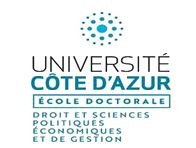 UNIVERSITÉ
CÔTE D'AZUR
ÉCOLE DOCTORALE
DROIT ET SCIENCES
POLITIQUES
ÉCONOMIQUES
ET DE GESTION